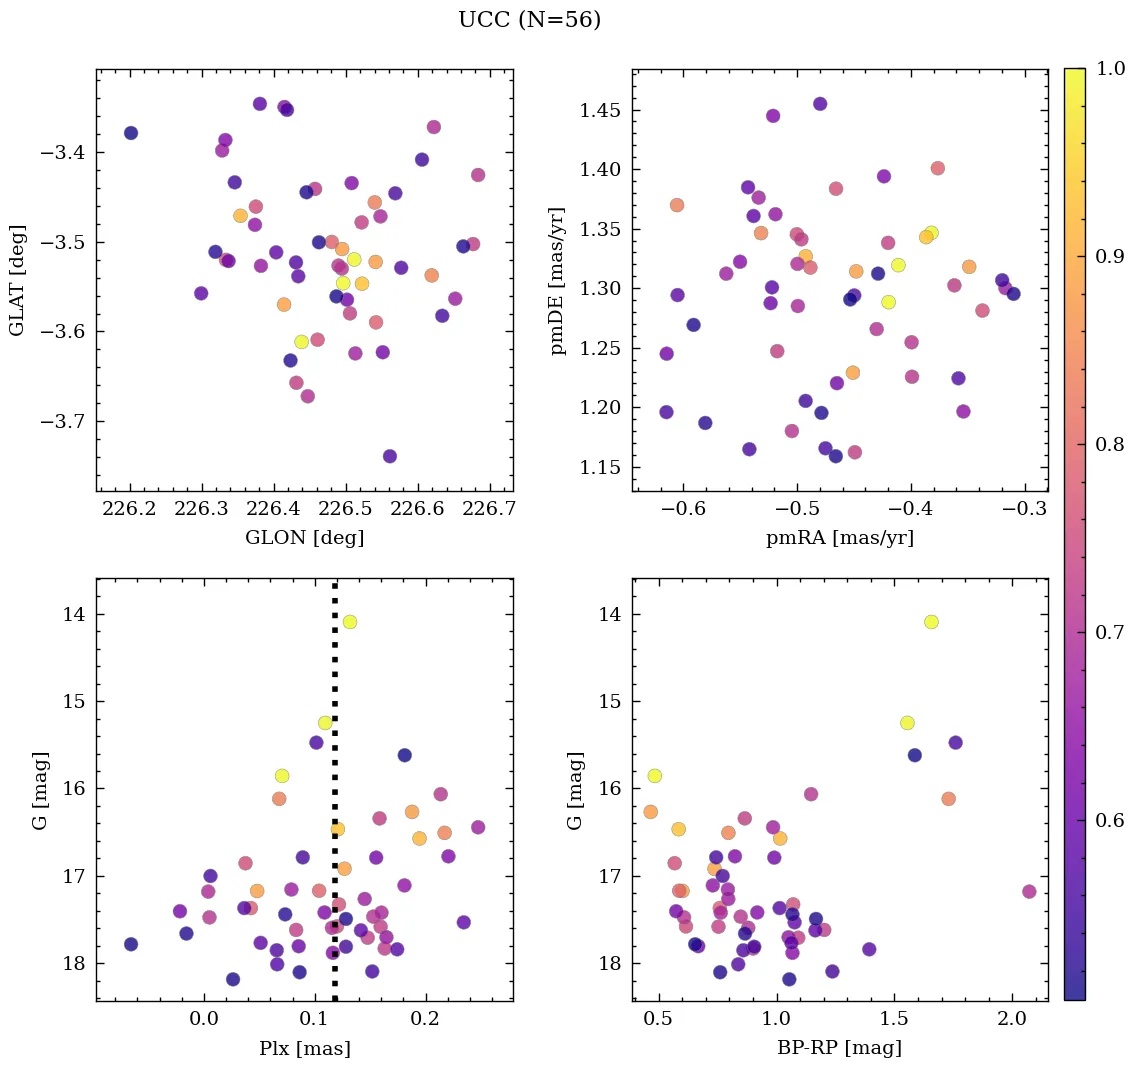 UCC (N=56)
−3.4
−3.5
−3.6
−3.7
GLAT [deg]
226.2 226.3 226.4 226.5 226.6 226.7
GLON [deg]
1.45
1.40
1.35
1.30
1.25
1.20
1.15
pmDE [mas/yr]
−0.6 −0.5 −0.4 −0.3
pmRA [mas/yr]
14
15
16
17
18
G [mag]
0.0 0.1 0.2
Plx [mas]
14
15
16
17
18
G [mag]
0.5 1.0 1.5 2.0
BP-RP [mag]
1.0
0.9
0.8
0.7
0.6